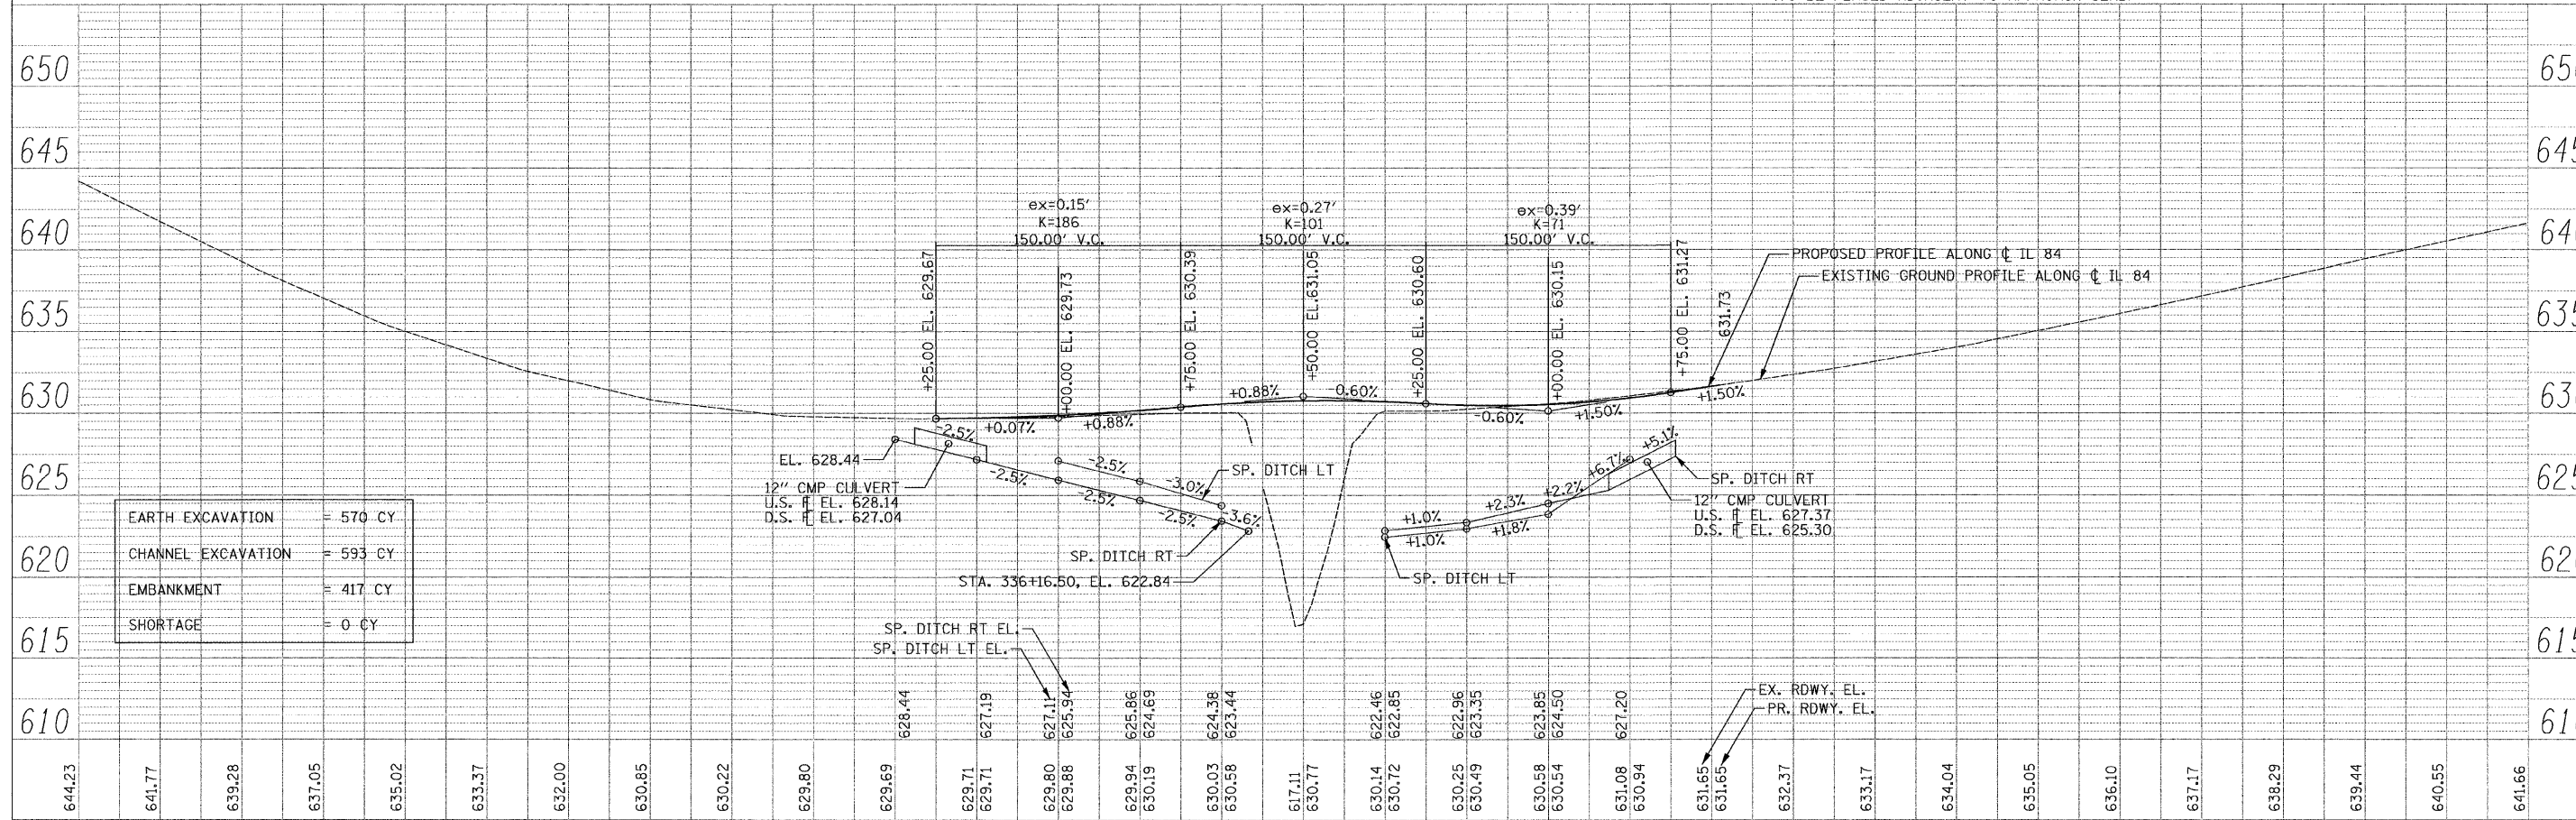 650
645
640
635
630
625
620
615
610
ex=0.15'
K=186
150.00' V.C.
ex=0.27'
K=101
150.00' V.C.
ex=0.39'
K=71
150.00' V.C.
+25.00 EL. 629.67
+00.00 EL. 629.73
+75.00 EL. 630.39
+50.00 EL.631.05
+25.00 EL. 630.60
+00.00 EL. 630.15
+75.00 EL. 631.27
631.73
PROPOSED PROFILE ALONG ℄ IL 84
EXISTING GROUND PROFILE ALONG ℄ IL 84
+0.07%
+0.88%
+0.88%
-0.60%
-0.60%
+1.50%
+1.50%
-2.5%
-2.5%
-2.5%
-2.5%
-2.5%
-3.0%
-3.6%
EL. 628.44
12" CMP CULVERT
U.S. FL EL. 628.14
D.S. FL EL. 627.04
SP. DITCH LT
SP. DITCH RT
STA. 336+16.50, EL. 622.84
+1.0%
+1.0%
+2.3%
+1.8%
+2.2%
+6.7%
+5.1%
SP. DITCH LT
SP. DITCH RT
12" CMP CULVERT
U.S. FL EL. 627.37
D.S. FL EL. 625.30
EARTH EXCAVATION = 570 CY
CHANNEL EXCAVATION = 593 CY
EMBANKMENT = 417 CY
SHORTAGE = 0 CY
SP. DITCH RT EL.
SP. DITCH LT EL.
628.44
627.19
627.11
625.94
625.86
624.69
624.38
623.44
622.46
622.85
622.96
623.35
623.85
624.50
627.20
EX. RDWY. EL.
PR. RDWY. EL.
644.23
641.77
639.28
637.05
635.02
633.37
632.00
630.85
630.22
629.80
629.69
629.71
629.71
629.80
629.88
629.94
630.19
630.03
630.58
617.11
630.77
630.14
630.72
630.25
630.49
630.58
630.54
631.08
630.94
631.65
631.65
632.37
633.17
634.04
635.05
636.10
637.17
638.29
639.44
640.55
641.66